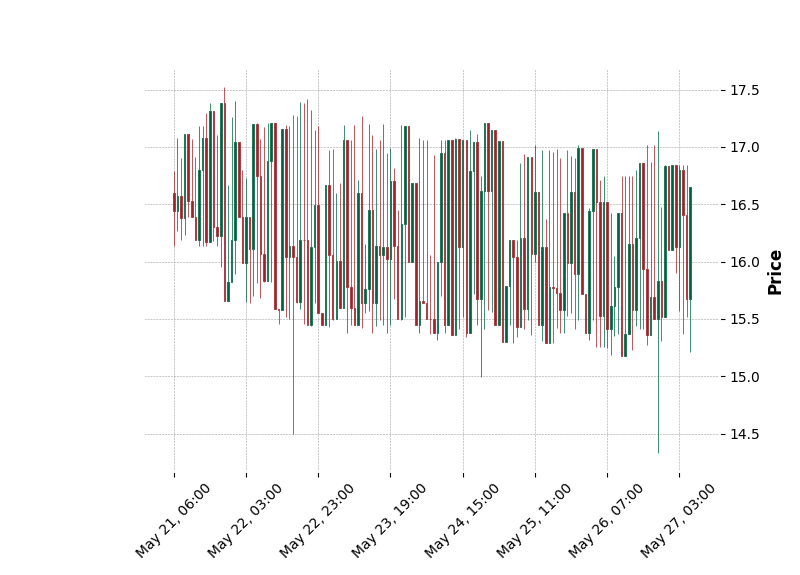 17.5
17.0
16.5
16.0
15.5
15.0
14.5
Price
May 21, 06:00
May 22, 03:00
May 22, 23:00
May 23, 19:00
May 24, 15:00
May 25, 11:00
May 26, 07:00
May 27, 03:00